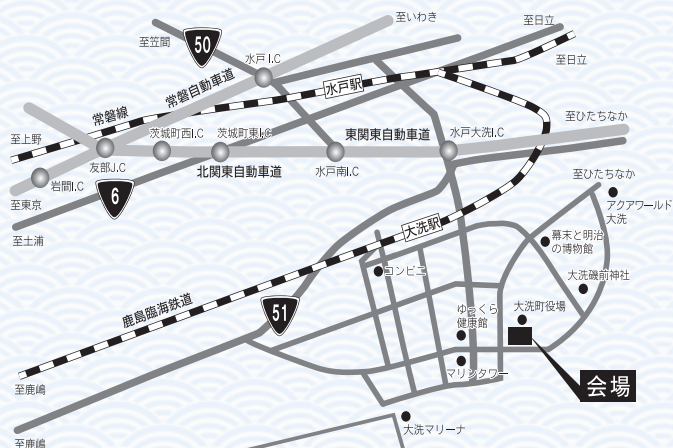 至いわき
至日立
至笠間
50
水戸I.C
至日立
常磐自動車道
水戸駅
常磐線
至ひたちなか
茨城町西I.C
茨城町東I.C
東関東自動車道
水戸大洗I.C
至上野
友部J.C
北関東自動車道
水戸南I.C
岩間I.C
6
至ひたちなか
至東京
アクアワールド
大洗
大洗駅
至土浦
幕末と明治
の博物館
コンビニ
大洗磯前神社
鹿島臨海鉄道
51
ゆっくら
健康館
大洗町役場
マリンタワー
至鹿嶋
会場
大洗マリーナ
至鹿嶋